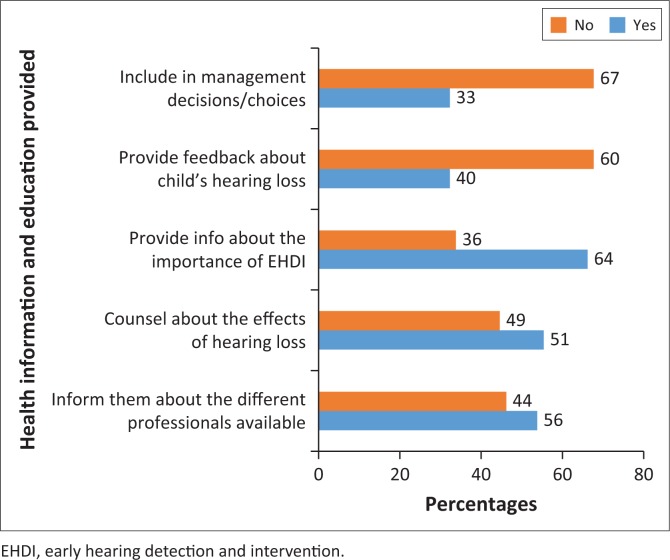 No Yes
Health information and education provided
Include in management
decisions/choices
67
33
Provide feedback about
child's hearing loss
60
40
Provide info about the
importance of EHDI
36
64
Counsel about the effects
of hearing loss
49
51
Inform them about the different
professionals available
44
56
0 20 40 60 80
Percentages
EHDI, early hearing detection and intervention.